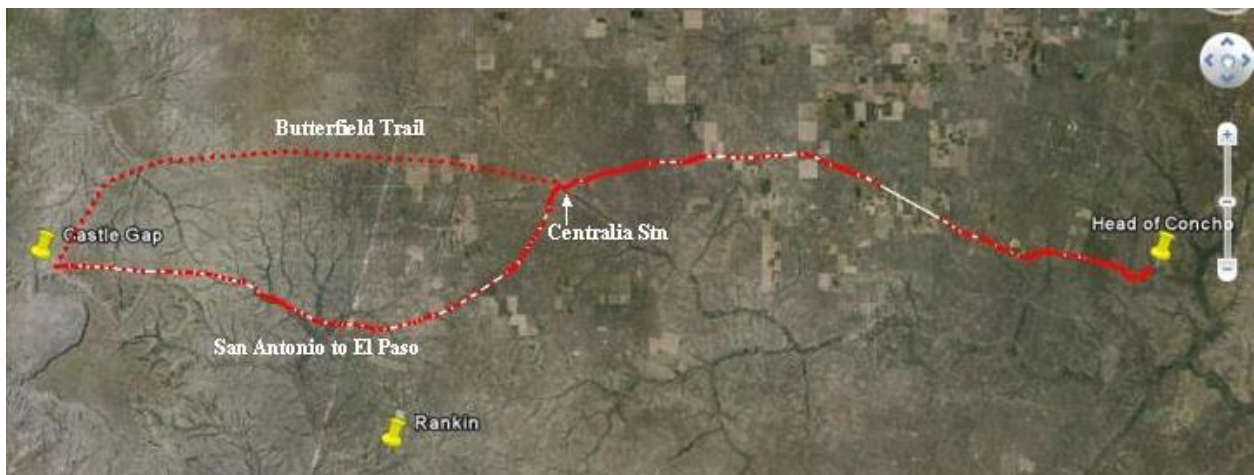 Butterfield Trail
Castle Gap
Centralia Stn
Head of Concho
San Antonio to El Paso
Rankin